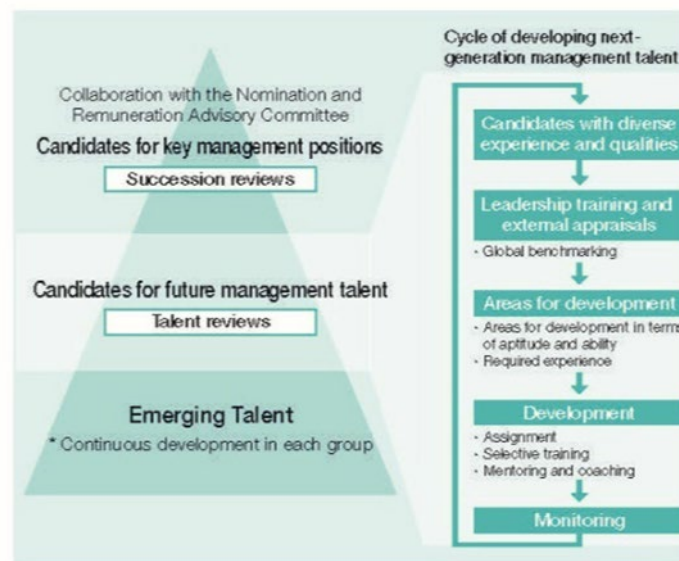 Collaboration with the Nomination and
Remuneration Advisory Committee
Candidates for key management positions
Succession reviews
Candidates for future management talent
Talent reviews
Emerging Talent
* Continuous development in each group
Cycle of developing next-
generation management talent
Candidates with diverse
experience and qualities
Leadership training and
external appraisals
・Global benchmarking
Areas for development
・Areas for development in terms
of aptitude and ability
・Required experience
Development
・Assignment
・Selective training
・Mentoring and coaching
Monitoring